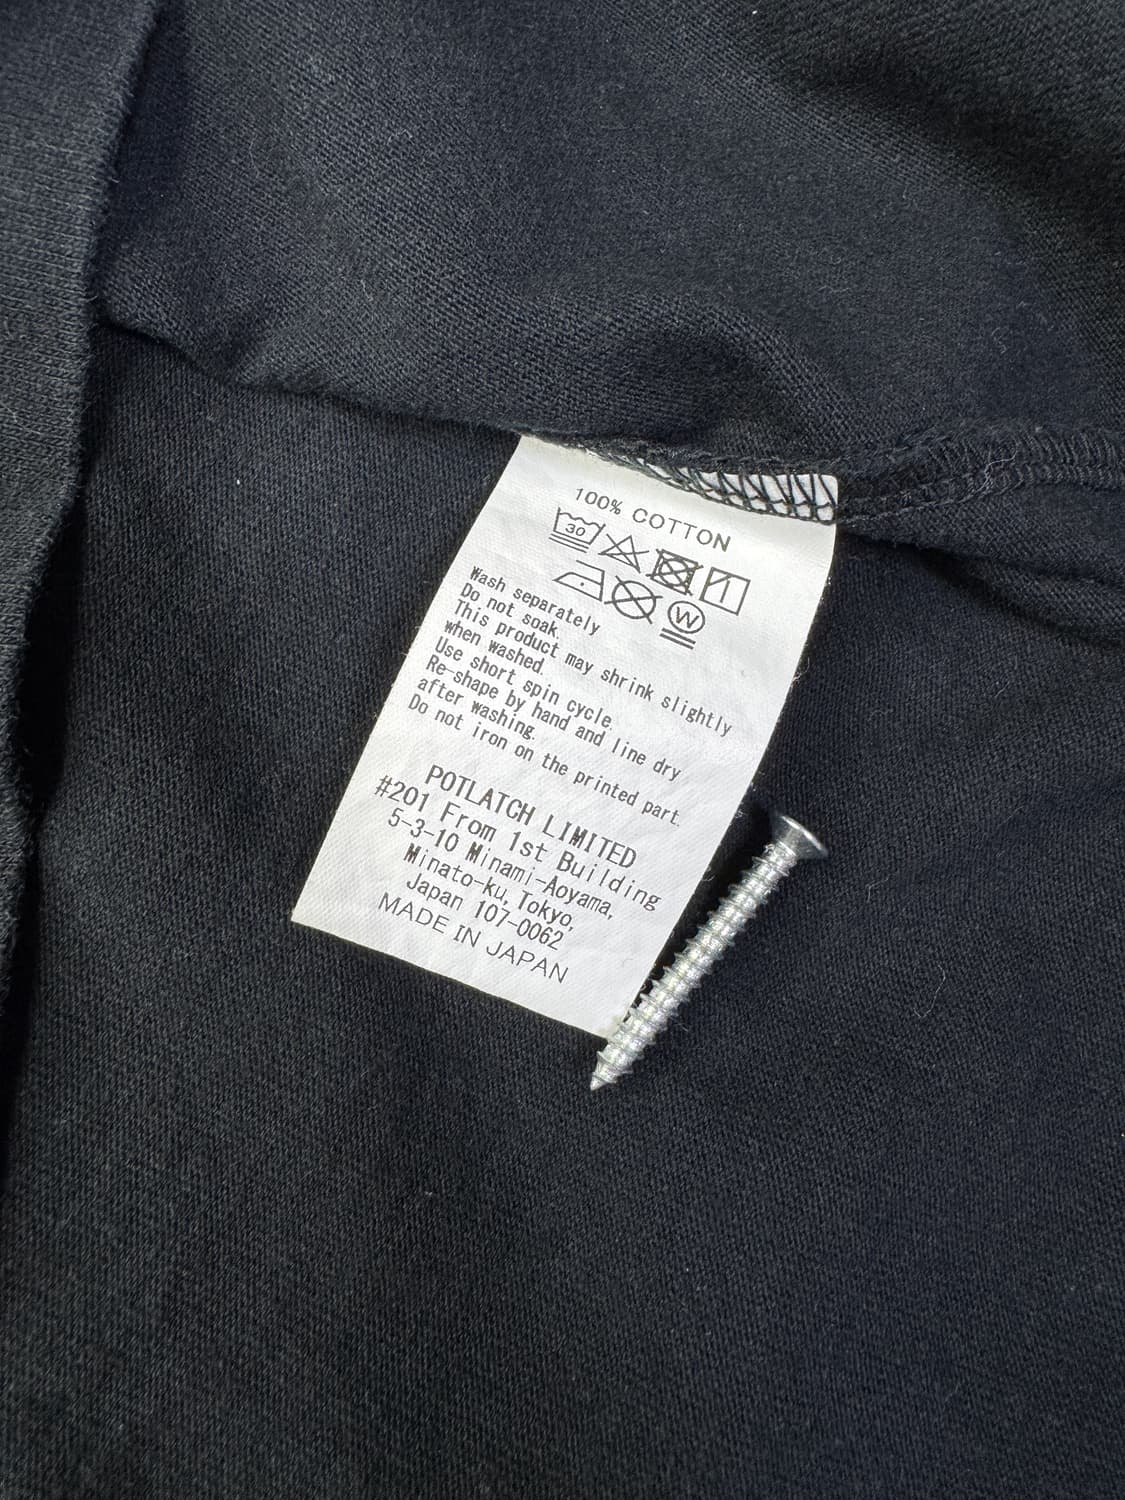 100% COTTON
30
W
Wash separately
Do not soak.
This product may shrink slightly
when washed.
Use short spin cycle.
Re-shape by hand and line dry
after washing.
Do not iron on the printed part.
POTLATCH LIMITED
#201 From 1st Building
5-3-10 Minami-Aoyama,
Minato-ku, Tokyo,
Japan 107-0062
MADE IN JAPAN